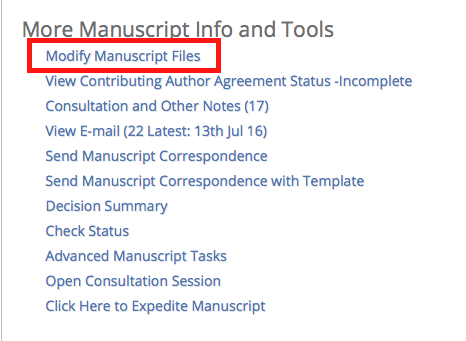 More Manuscript Info and Tools
Modify Manuscript Files
View Contributing Author Agreement Status -Incomplete
Consultation and Other Notes (17)
View E-mail (22 Latest: 13th Jul 16)
Send Manuscript Correspondence
Send Manuscript Correspondence with Template
Decision Summary
Check Status
Advanced Manuscript Tasks
Open Consultation Session
Click Here to Expedite Manuscript